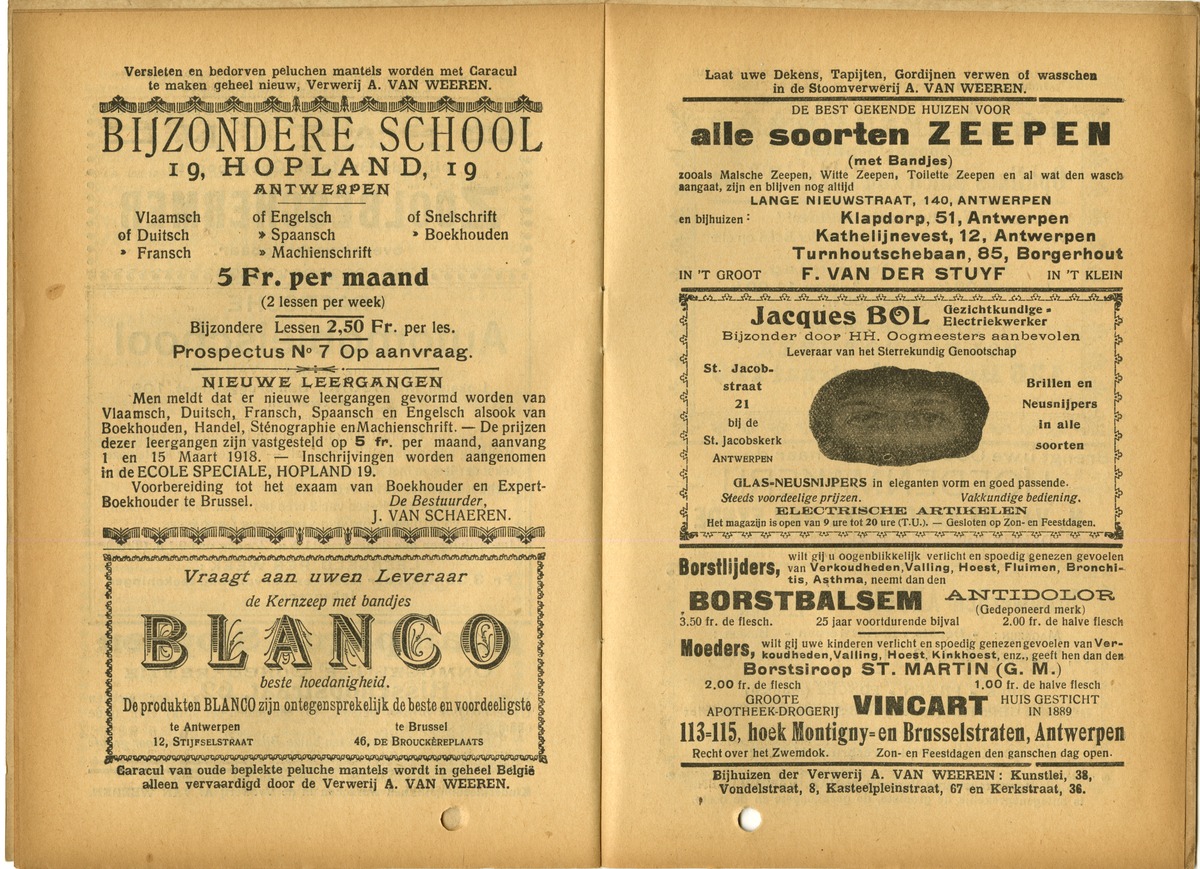 Versleten en bedorven peluchen mantels worden met Caracul
te maken geheel nieuw, Verwerij A. VAN WEEREN.
BIJZONDERE SCHOOL
19, HOPLAND, 19
ANTWERPEN
Vlaamsch of Engelsch of Snelschrift
of Duitsch » Spaansch » Boekhouden
» Fransch » Machienschrift
5 Fr. per maand
(2 lessen per week)
Bijzondere Lessen 2,50 Fr. per les.
Prospectus No 7 Op aanvraag.
NIEUWE LEERGANGEN
Men meldt dat er nieuwe leergangen gevormd worden van
Vlaamsch, Duitsch, Fransch, Spaansch en Engelsch alsook van
Boekhouden, Handel, Sténographie enMachienschrift. — De prijzen
dezer leergangen zijn vastgesteld op 5 fr. per maand, aanvang
1 en 15 Maart 1918. — Inschrijvingen worden aangenomen
in de ECOLE SPECIALE, HOPLAND 19.
Voorbereiding tot het exaam van Boekhouder en Expert-
Boekhouder te Brussel. De Bestuurder,
J. VAN SCHAEREN.
Vraagt aan uwen Leveraar
de Kernzeep met bandjes
BLANCO
beste hoedanigheid.
De produkten BLANCO zijn ontegensprekelijk de beste en voordeeligste
te Antwerpen te Brussel
12, STIJFSELSTRAAT 46, DE BROUCKÈREPLAATS
Caracul van oude beplekte peluche mantels wordt in geheel België
alleen vervaardigd door de Verwerij A. VAN WEEREN.
Laat uwe Dekens, Tapijten, Gordijnen verwen of wasschen
in de Stoomverwerij A. VAN WEEREN.
DE BEST GEKENDE HUIZEN VOOR
alle soorten ZEEPEN
(met Bandjes)
zooals Malsche Zeepen, Witte Zeepen, Toilette Zeepen en al wat den wasch
aangaat, zijn en blijven nog altijd
LANGE NIEUWSTRAAT, 140, ANTWERPEN
en bijhuizen : Klapdorp, 51, Antwerpen
Kathelijnevest, 12, Antwerpen
Turnhoutschebaan, 85, Borgerhout
IN 'T GROOT F. VAN DER STUYF IN 'T KLEIN
Jacques BOL Gezichtkundige -
Electriekwerker
Bijzonder door HH. Oogmeesters aanbevolen
Leveraar van het Sterrekundig Genootschap
St. Jacob-
straat
21
bij de
St. Jacobskerk
ANTWERPEN
Brillen en
Neusnijpers
in alle
soorten
GLAS-NEUSNIJPERS in eleganten vorm en goed passende.
Steeds voordeelige prijzen. Vakkundige bediening.
ELECTRISCHE ARTIKELEN
Het magazijn is open van 9 ure tot 20 ure (T.U.). — Gesloten op Zon- en Feestdagen.
Borstlijders, wilt gij u oogenblikkelijk verlicht en spoedig genezen gevoelen
van Verkoudheden, Valling, Hoest, Fluimen, Bronchi-
tis, Asthma, neemt dan den
BORSTBALSEM ANTIDOLOR
(Gedeponeerd merk)
3.50 fr. de flesch. 25 jaar voortdurende bijval 2.00 fr. de halve flesch
Moeders, wilt gij uwe kinderen verlicht en spoedig genezen gevoelen van Ver-
koudheden, Valling, Hoest, Kinkhoest, enz., geeft hen dan den
Borstsiroop ST. MARTIN (G. M.)
2,00 fr. de flesch 1.00 fr. de halve flesch
GROOTE
APOTHEEK-DROGERIJ VINCART HUIS GESTICHT
IN 1889
113-115, hoek Montigny- en Brusselstraten, Antwerpen
Recht over het Zwemdok. Zon- en Feestdagen den ganschen dag open.
Bijhuizen der Verwerij A. VAN WEEREN : Kunstlei, 38,
Vondelstraat, 8, Kasteelpleinstraat, 67 en Kerkstraat, 36.